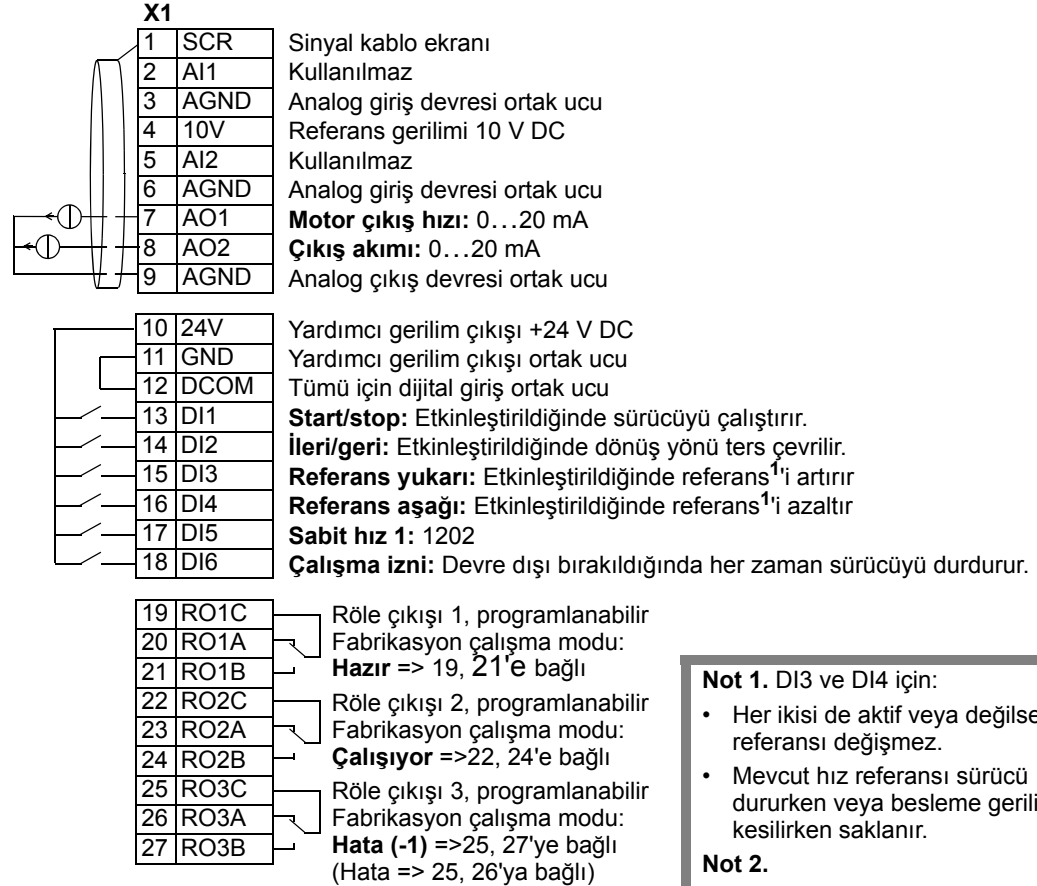 X1
1 SCR Sinyal kablo ekranı
2 AI1 Kullanılmaz
3 AGND Analog giriş devresi ortak ucu
4 10V Referans gerilimi 10 V DC
5 AI2 Kullanılmaz
6 AGND Analog giriş devresi ortak ucu
7 AO1 Motor çıkış hızı: 0…20 mA
8 AO2 Çıkış akımı: 0…20 mA
9 AGND Analog çıkış devresi ortak ucu
10 24V Yardımcı gerilim çıkışı +24 V DC
11 GND Yardımcı gerilim çıkışı ortak ucu
12 DCOM Tümü için dijital giriş ortak ucu
13 DI1 Start/stop: Etkinleştirildiğinde sürücüyü çalıştırır.
14 DI2 İleri/geri: Etkinleştirildiğinde dönüş yönü ters çevrilir.
15 DI3 Referans yukarı: Etkinleştirildiğinde referans1'i artırır
16 DI4 Referans aşağı: Etkinleştirildiğinde referans1'i azaltır
17 DI5 Sabit hız 1: 1202
18 DI6 Çalışma izni: Devre dışı bırakıldığında her zaman sürücüyü durdurur.
19 RO1C Röle çıkışı 1, programlanabilir
20 RO1A Fabrikasyon çalışma modu:
21 RO1B Hazır => 19, 21'e bağlı
22 RO2C Röle çıkışı 2, programlanabilir
23 RO2A Fabrikasyon çalışma modu:
24 RO2B Çalışıyor =>22, 24'e bağlı
25 RO3C Röle çıkışı 3, programlanabilir
26 RO3A Fabrikasyon çalışma modu:
27 RO3B Hata (-1) =>25, 27'ye bağlı
(Hata => 25, 26'ya bağlı)
Not 1. DI3 ve DI4 için:
• Her ikisi de aktif veya değilse
referansı değişmez.
• Mevcut hız referansı sürücü
dururken veya besleme gerili
kesilirken saklanır.
Not 2.